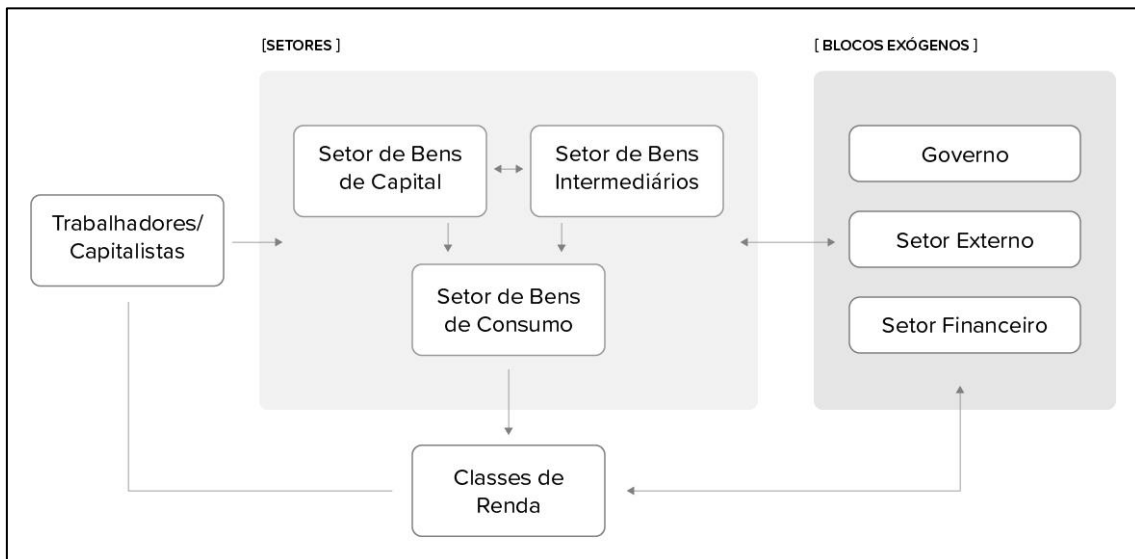 [SETORES ]
[ BLOCOS EXÓGENOS ]
Setor de Bens
de Capital
Setor de Bens
Intermediários
Governo
Trabalhadores/
Capitalistas
Setor Externo
Setor de Bens
de Consumo
Setor Financeiro
Classes de
Renda